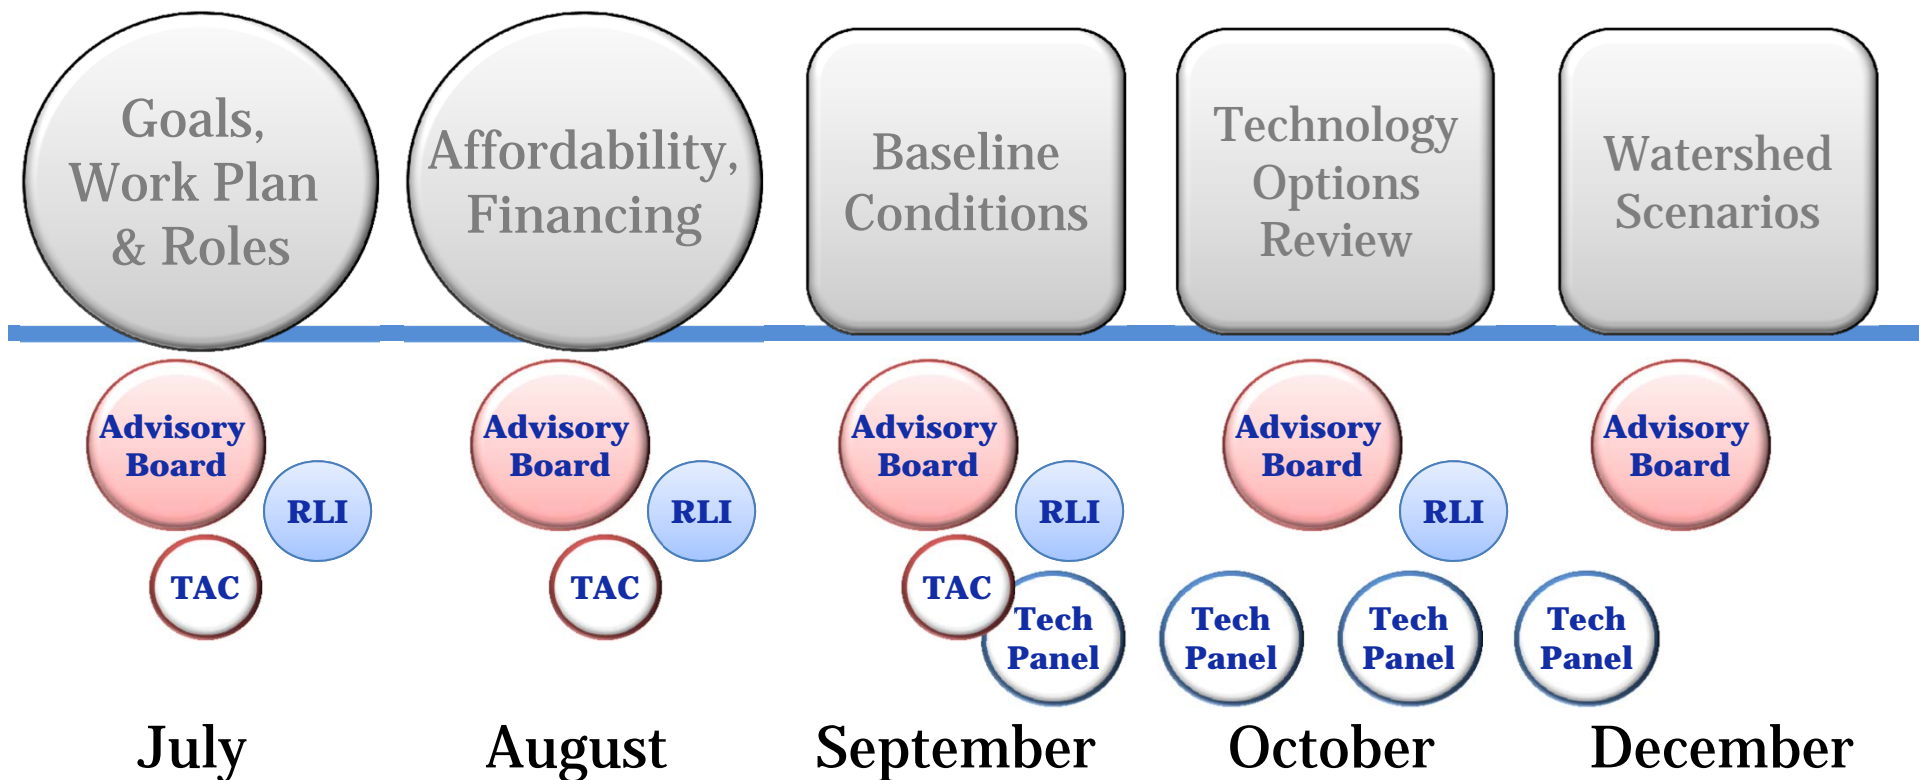 Goals,
Work Plan
& Roles
Affordability,
Financing
Baseline
Conditions
Technology
Options
Review
Watershed
Scenarios
Advisory
Board
RLI
TAC
Advisory
Board
RLI
TAC
Advisory
Board
RLI
TAC
Tech
Panel
Advisory
Board
RLI
Tech
Panel
Tech
Panel
Advisory
Board
Tech
Panel
July
August
September
October
December